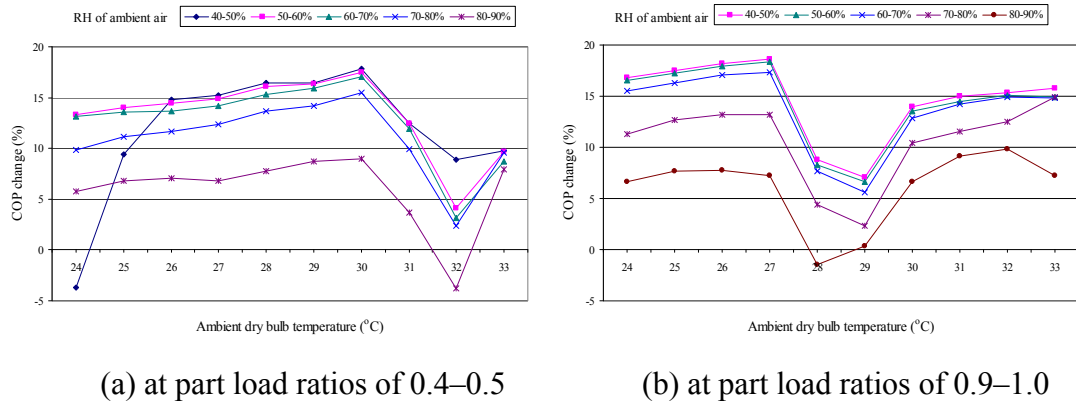 RH of ambient air
40-50% 50-60% 60-70% 70-80% 80-90%
COP change (%)
20
15
10
5
0
-5
24 25 26 27 28 29 30 31 32 33
Ambient dry bulb temperature (°C)
(a) at part load ratios of 0.4–0.5
RH of ambient air
40-50% 50-60% 60-70% 70-80% 80-90%
COP change (%)
20
15
10
5
0
-5
24 25 26 27 28 29 30 31 32 33
Ambient dry bulb temperature (°C)
(b) at part load ratios of 0.9–1.0